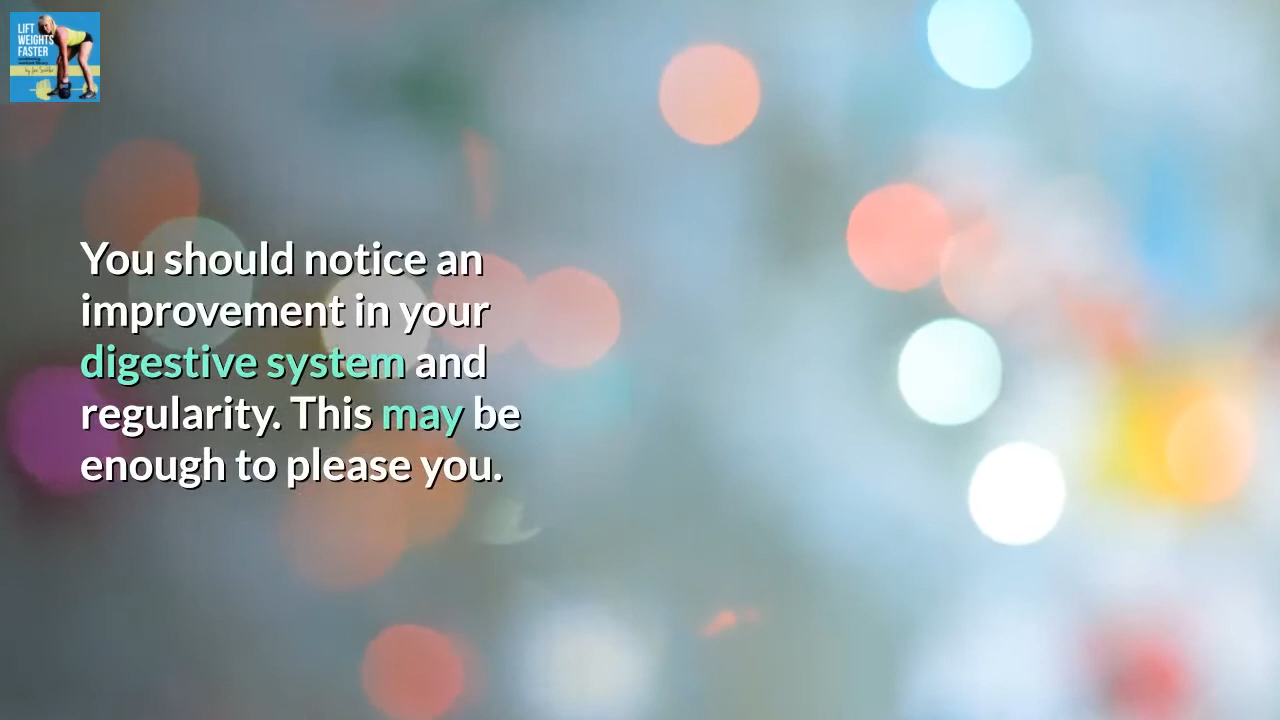 LIFT
WEIGHTS
FASTER
You should notice an
improvement in your
digestive system and
regularity. This may be
enough to please you.